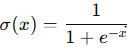 σ(x) = 1 / (1 + e^{-x})